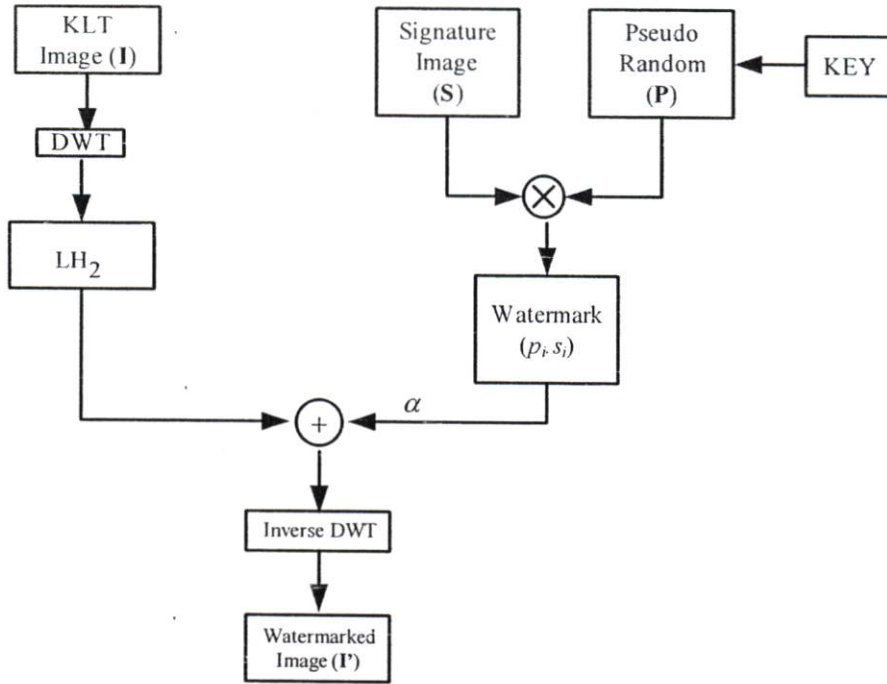 KLT
Image (I)
DWT
LH2
Signature
Image
(S)
Pseudo
Random
(P)
KEY
×
Watermark
(pi. si)
α
+
Inverse DWT
Watermarked
Image (I')